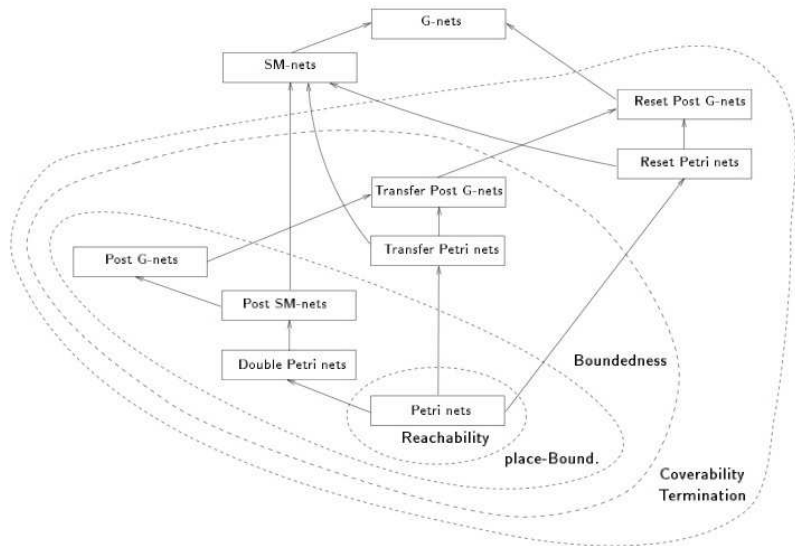 G-nets
SM-nets
Reset Post G-nets
Reset Petri nets
Transfer Post G-nets
Transfer Petri nets
Post G-nets
Post SM-nets
Double Petri nets
Boundedness
Petri nets
Reachability
place-Bound.
Coverability
Termination